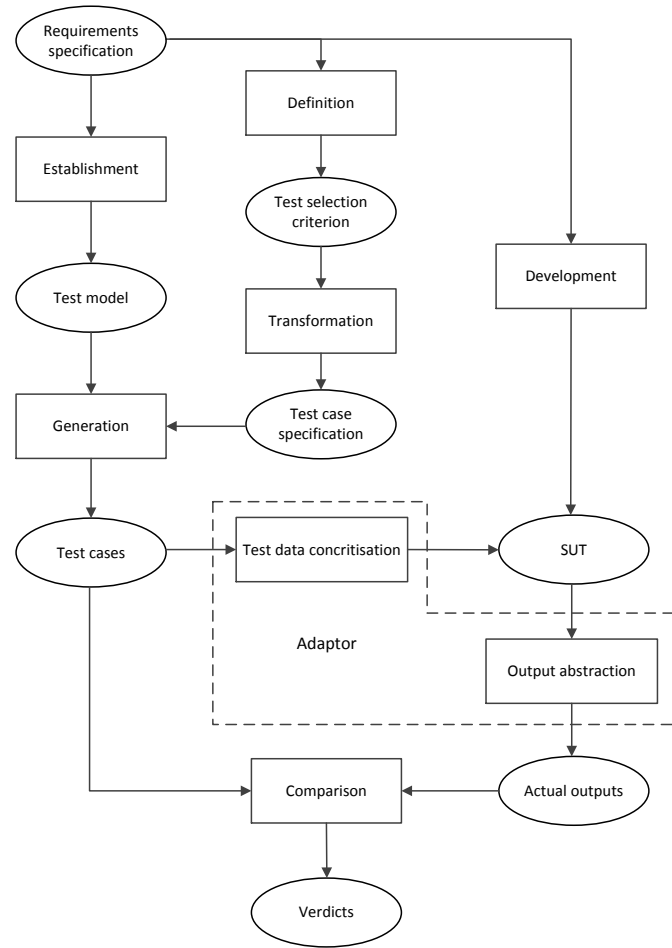 Requirements
specification
Definition
Establishment
Test selection
criterion
Development
Test model
Transformation
Generation
Test case
specification
Test cases
Test data concritisation
SUT
Adaptor
Output abstraction
Comparison
Actual outputs
Verdicts